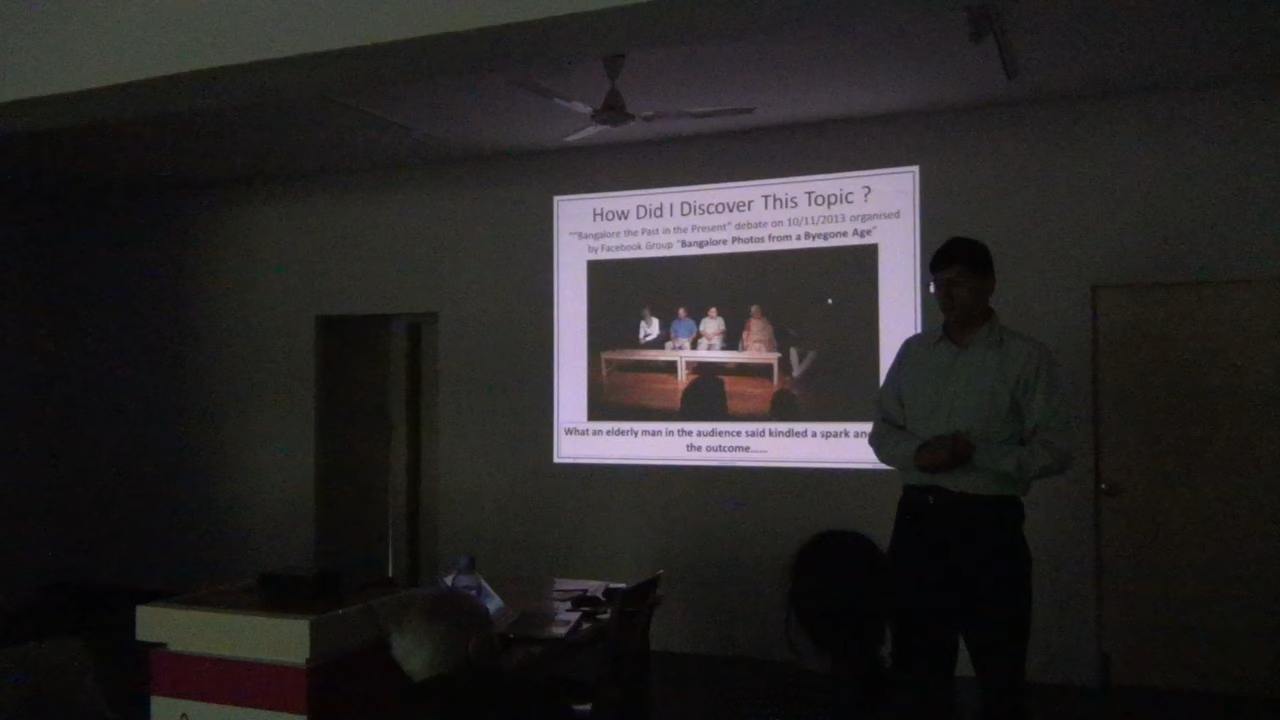 How Did I Discover This Topic ?
""Bangalore the Past in the Present" debate on 10/11/2013 organised
by Facebook Group "Bangalore Photos from a Byegone Age"
What an elderly man in the audience said kindled a spark and
the outcome.....